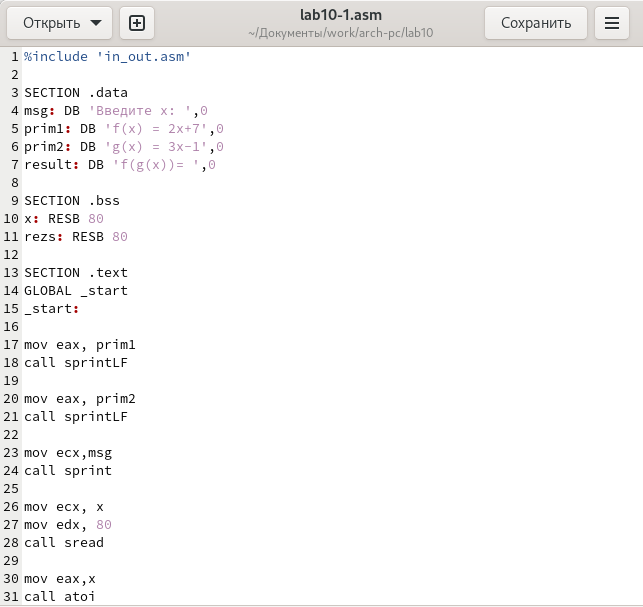 Открыть
lab10-1.asm
~/Документы/work/arch-pc/lab10
Сохранить
1 %include 'in_out.asm'
2
3 SECTION .data
4 msg: DB 'Введите x: ',0
5 prim1: DB 'f(x) = 2x+7',0
6 prim2: DB 'g(x) = 3x-1',0
7 result: DB 'f(g(x))= ',0
8
9 SECTION .bss
10 x: RESB 80
11 rezs: RESB 80
12
13 SECTION .text
14 GLOBAL _start
15 _start:
16
17 mov eax, prim1
18 call sprintLF
19
20 mov eax, prim2
21 call sprintLF
22
23 mov ecx,msg
24 call sprint
25
26 mov ecx, x
27 mov edx, 80
28 call sread
29
30 mov eax,x
31 call atoi